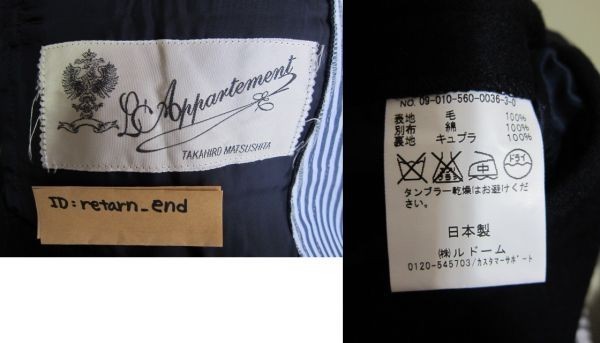 L'Appartement
TAKAHIRO MATSUSHITA
ID:retarn_end
NO. 09-010-560-0036-3-0
表地 毛 100%
別布 綿 100%
裏地 キュプラ 100%
ドライ
タンブラー乾燥はお避けくださ
い。
日本製
㈱ルドーム
0120-545703/カスタマーサポート